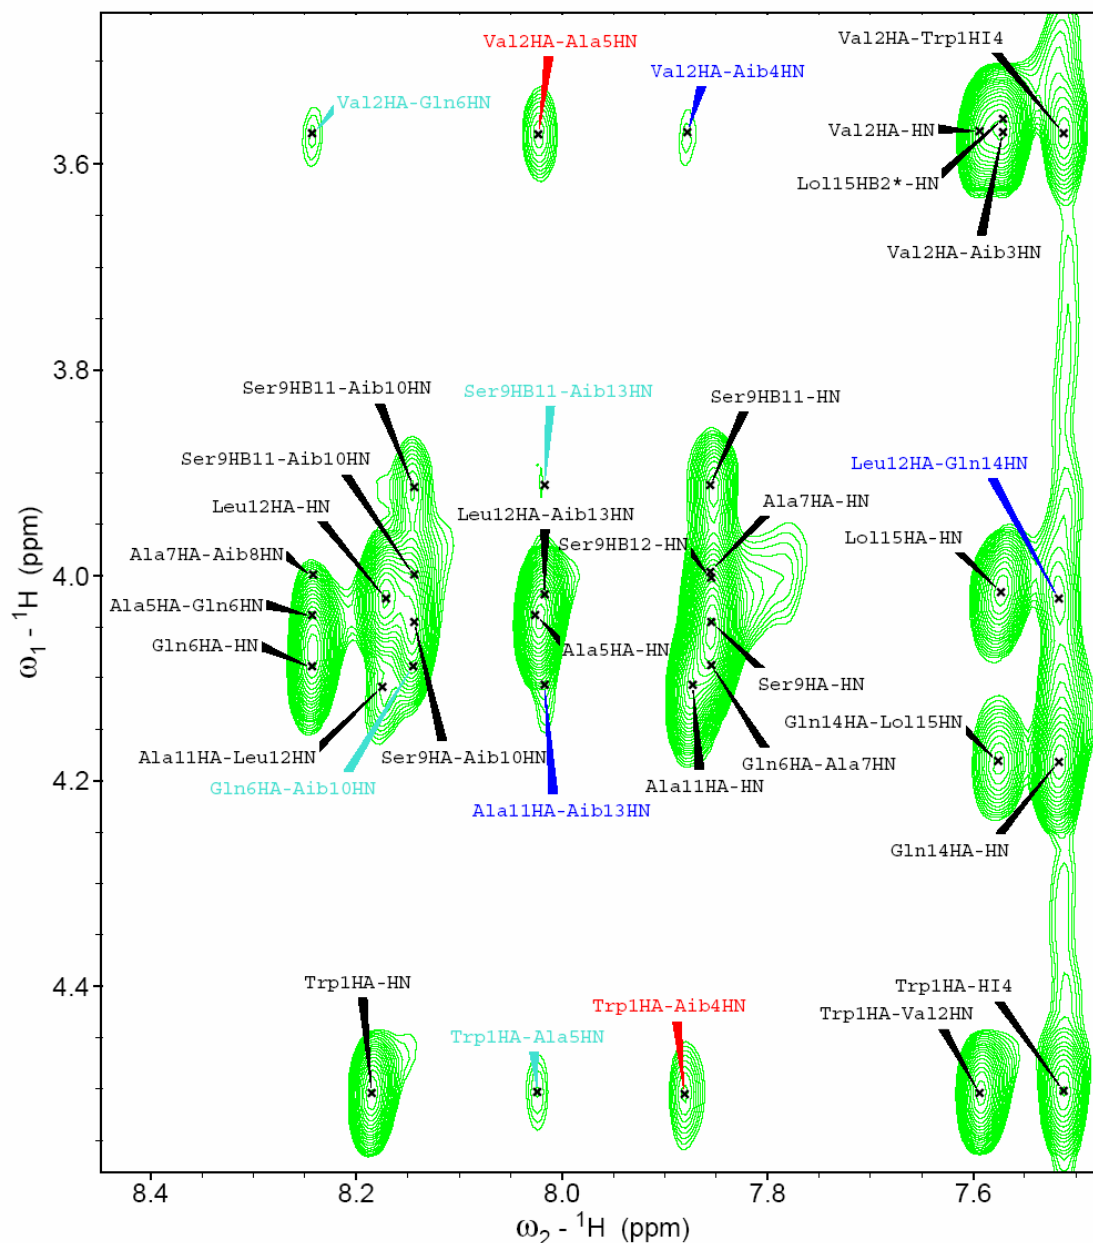 Val2HA-Ala5HN
Val2HA-Trp1HI4
Val2HA-Aib4HN
Val2HA-Gln6HN
Val2HA-HN
Lol15HB2*-HN
Val2HA-Aib3HN
3.6
3.8
Ser9HB11-Aib10HN
Ser9HB11-Aib13HN
Ser9HB11-HN
Ser9HB11-Aib10HN
Leu12HA-Gln14HN
Leu12HA-HN
Ala7HA-HN
Leu12HA-Aib13HN
Lol15HA-HN
Ser9HB12-HN
Ala7HA-Aib8HN
4.0
Ala5HA-Gln6HN
Gln6HA-HN
Ala5HA-HN
Ser9HA-HN
Gln14HA-Lol15HN
Ala11HA-Leu12HN
Ser9HA-Aib10HN
Gln6HA-Ala7HN
4.2
Gln6HA-Aib10HN
Ala11HA-HN
Ala11HA-Aib13HN
Gln14HA-HN
4.4
Trp1HA-HN
Trp1HA-HI4
Trp1HA-Aib4HN
Trp1HA-Val2HN
Trp1HA-Ala5HN
ω1 - 1H (ppm)
8.4 8.2 8.0 7.8 7.6
ω2 - 1H (ppm)